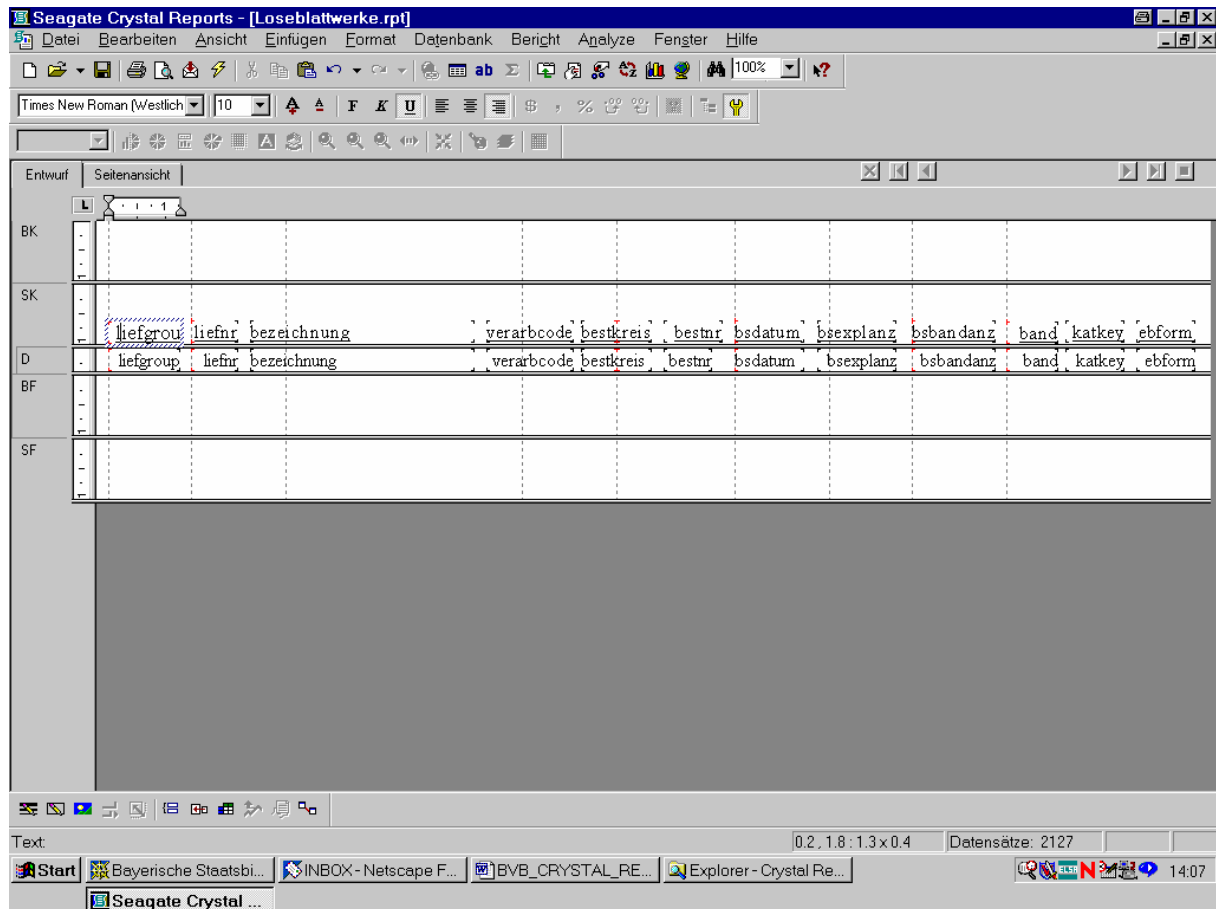 Seagate Crystal Reports - [Loseblattwerke.rpt]
Datei Bearbeiten Ansicht Einfügen Format Datenbank Bericht Analyze Fenster Hilfe
ab Σ 100%
Times New Roman (Westlich 10 F K U $ , %
A
Entwurf Seitenansicht
L 1
BK
SK
liefgrou liefnr bezeichnung verarbcode bestkreis bestnr bsdatum bsexplanz bsbandanz band katkey ebform
D liefgroup liefnr bezeichnung verarbcode bestkreis bestnr bsdatum bsexplanz bsbandanz band katkey ebform
BF
SF
Text: 0.2 , 1.8 : 1.3 x 0.4 Datensätze: 2127
Start Bayerische Staatsbi... INBOX - Netscape F... BVB_CRYSTAL_RE... Explorer - Crystal Re... N 14:07
Seagate Crystal ...